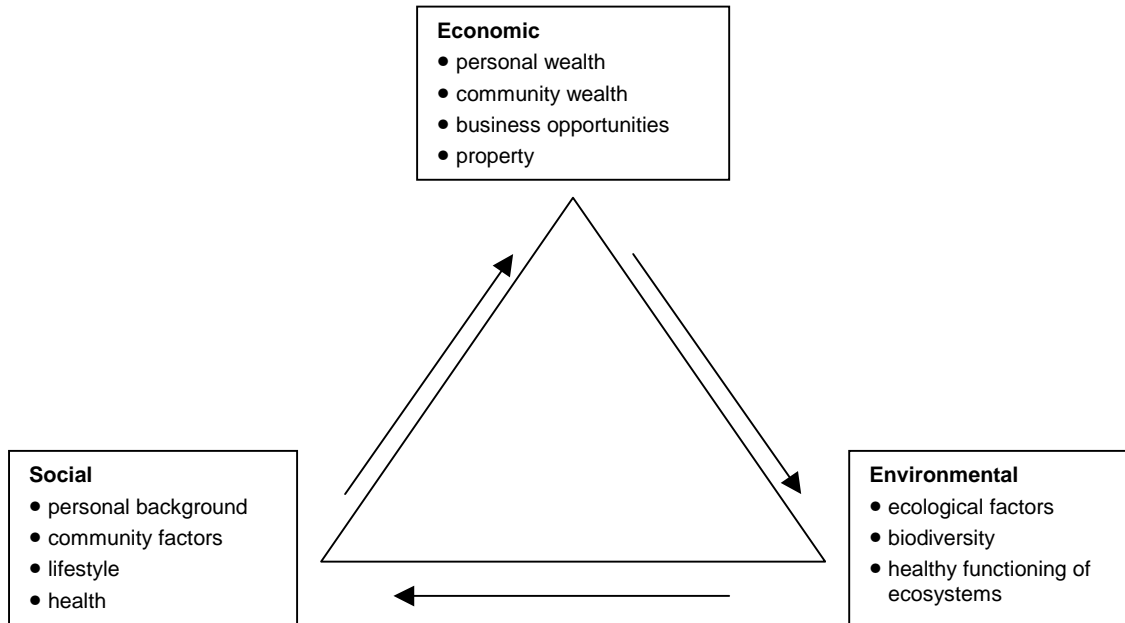 Economic
• personal wealth
• community wealth
• business opportunities
• property
Social
• personal background
• community factors
• lifestyle
• health
Environmental
• ecological factors
• biodiversity
• healthy functioning of
ecosystems